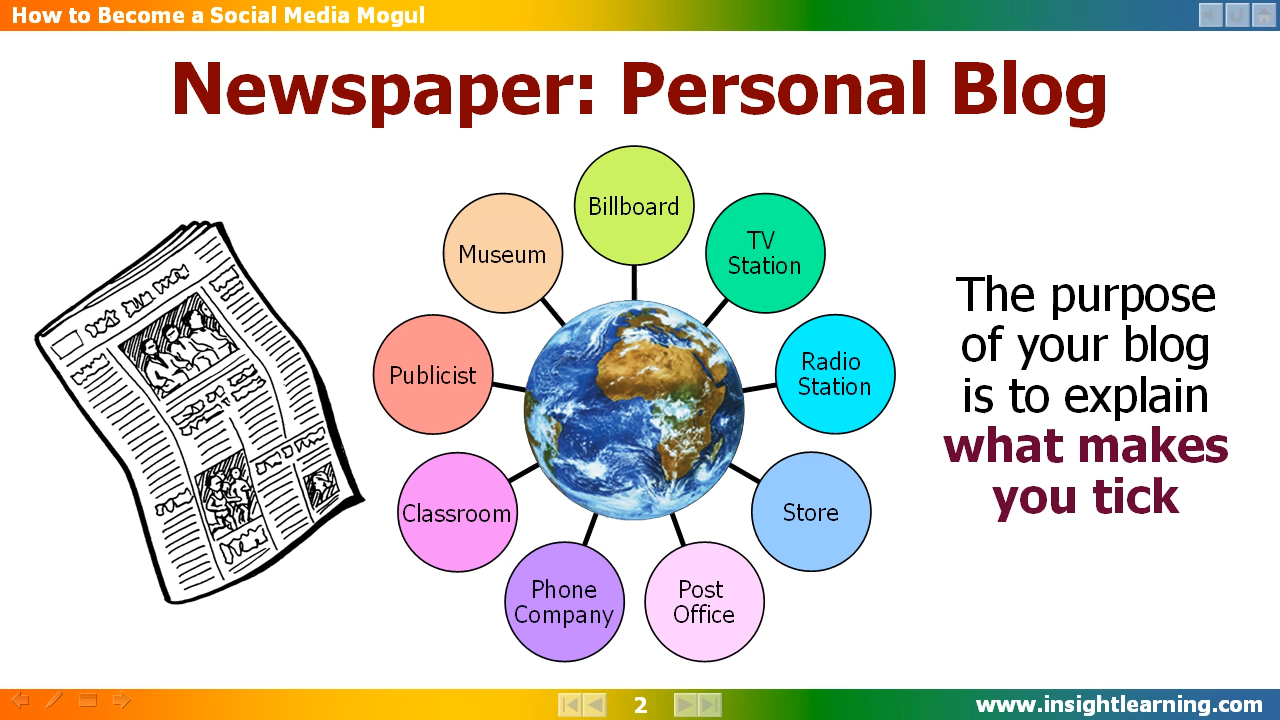 How to Become a Social Media Mogul
Newspaper: Personal Blog
Billboard
TV
Station
Radio
Station
Store
Post
Office
Phone
Company
Classroom
Publicist
Museum
The purpose
of your blog
is to explain
what makes
you tick
2
www.insightlearning.com